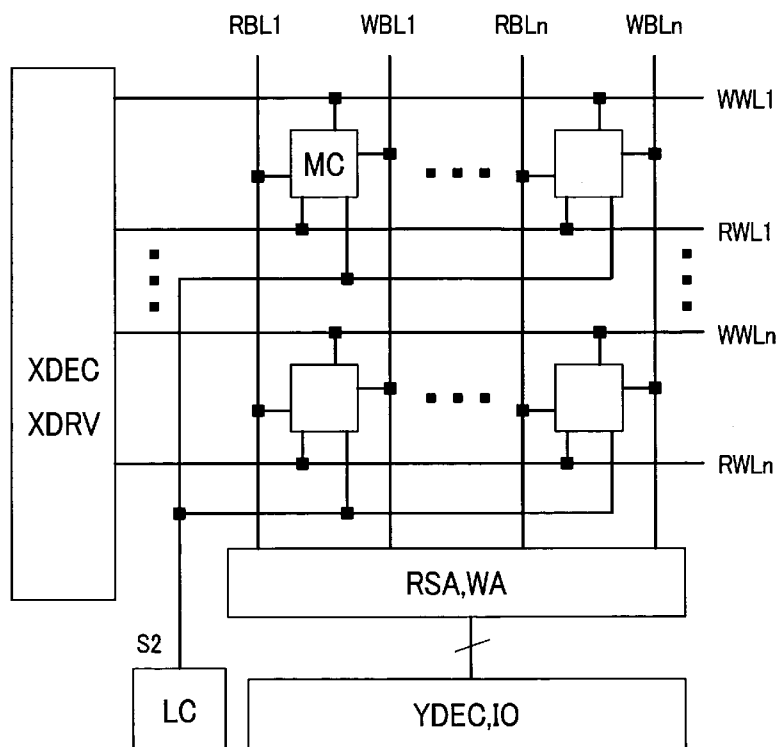 RBL1 WBL1 RBLn WBLn
WWL1
MC
RWL1
WWLn
XDEC
XDRV
RWLn
RSA,WA
S2
LC
YDEC,IO